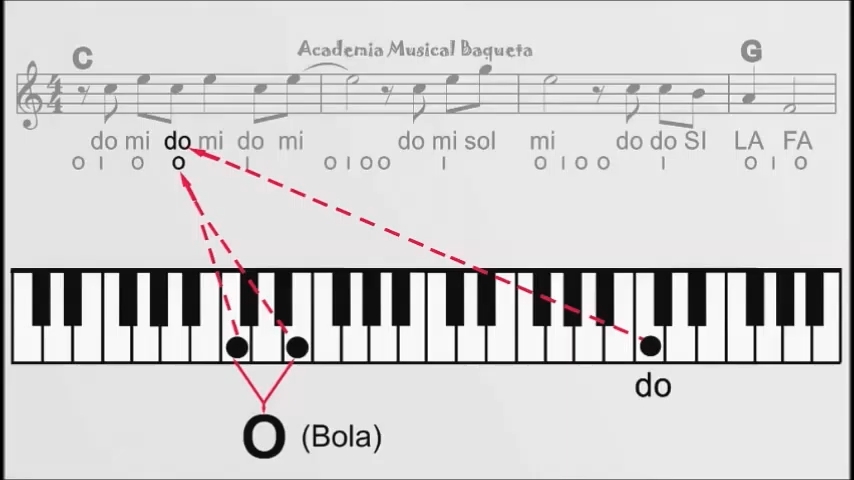 C Academia Musical Baqueta G
do mi do mi do mi do mi sol mi do do SI LA FA
O I O O I O I O O I O I O O I O I O
do
O (Bola)